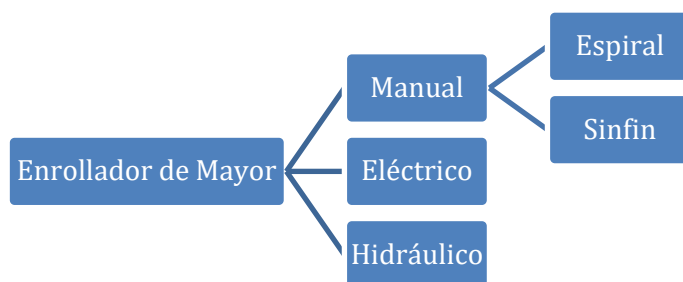 Enrollador de Mayor
Manual
Eléctrico
Hidráulico
Espiral
Sinfin